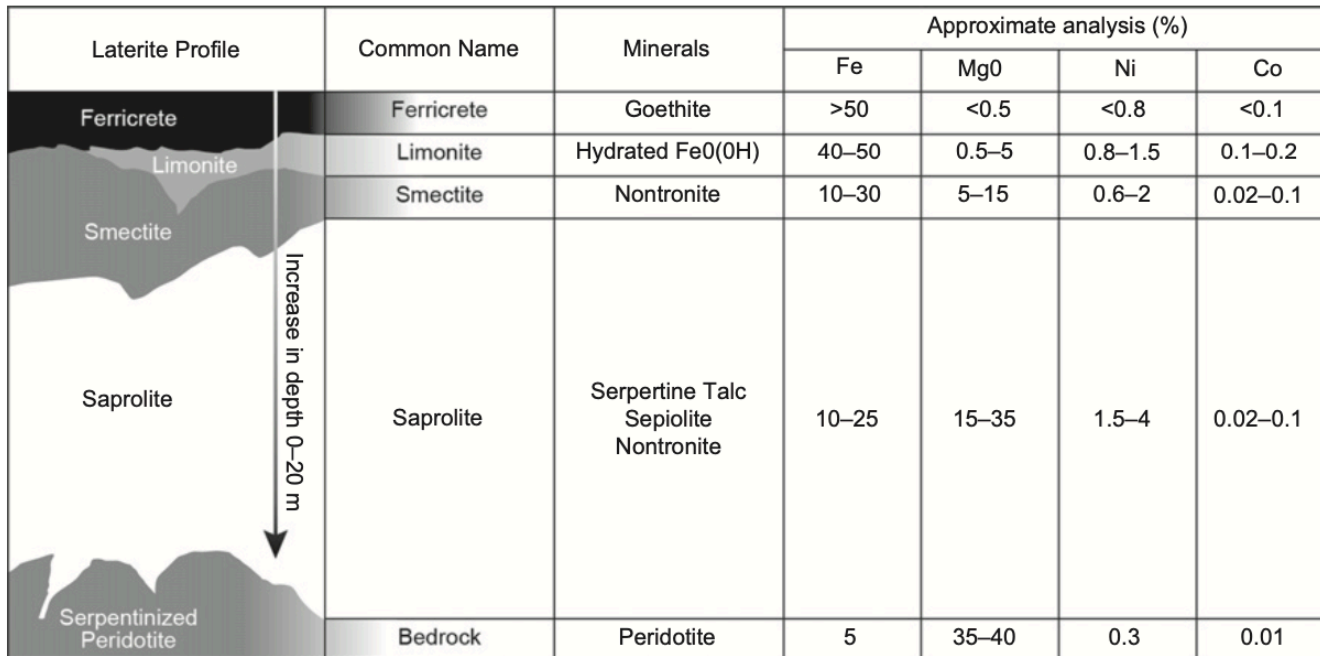 Laterite Profile
Common Name
Minerals
Approximate analysis (%)
Fe
Mg0
Ni
Co
Ferricrete
Ferricrete
Goethite
>50
<0.5
<0.8
<0.1
Limonite
Limonite
Hydrated Fe0(0H)
40–50
0.5–5
0.8–1.5
0.1–0.2
Smectite
Smectite
Nontronite
10–30
5–15
0.6–2
0.02–0.1
Increase in depth 0–20 m
Saprolite
Saprolite
Serpertine Talc
Sepiolite
Nontronite
10–25
15–35
1.5–4
0.02–0.1
Serpentinized
Peridotite
Bedrock
Peridotite
5
35–40
0.3
0.01